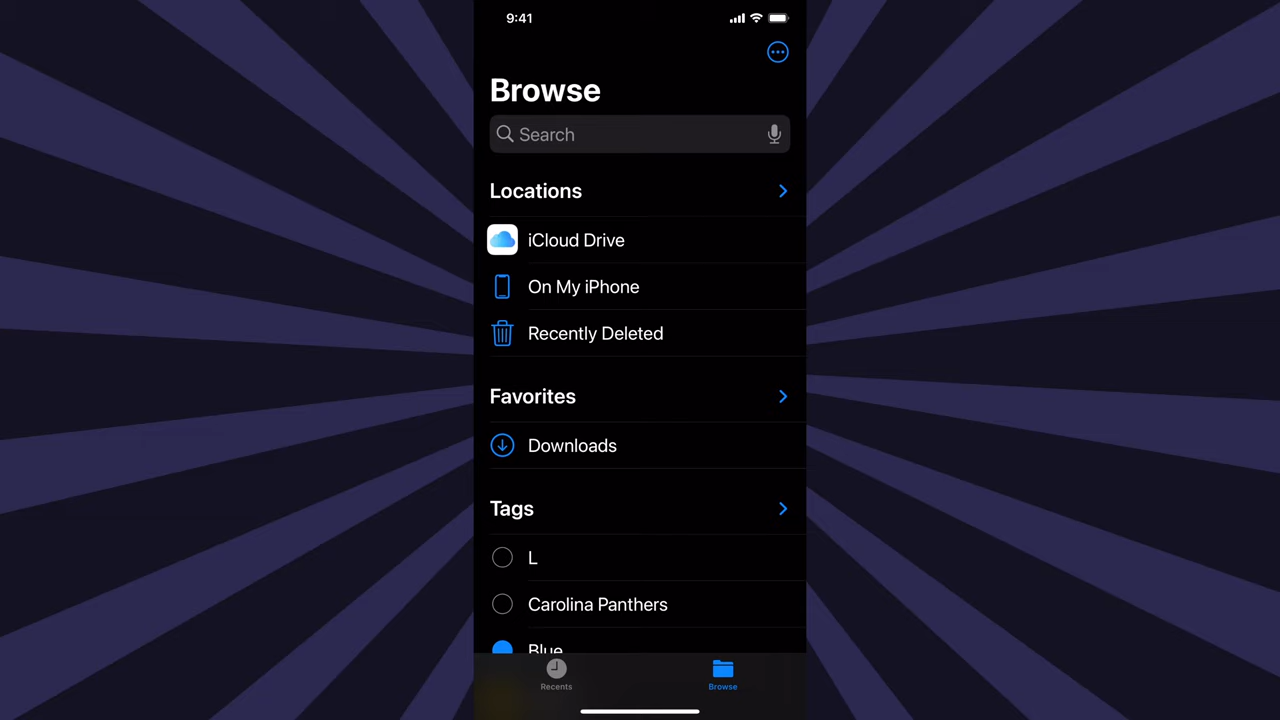 9:41
Browse
Search
Locations
iCloud Drive
On My iPhone
Recently Deleted
Favorites
Downloads
Tags
L
Carolina Panthers
Blue
Recents
Browse